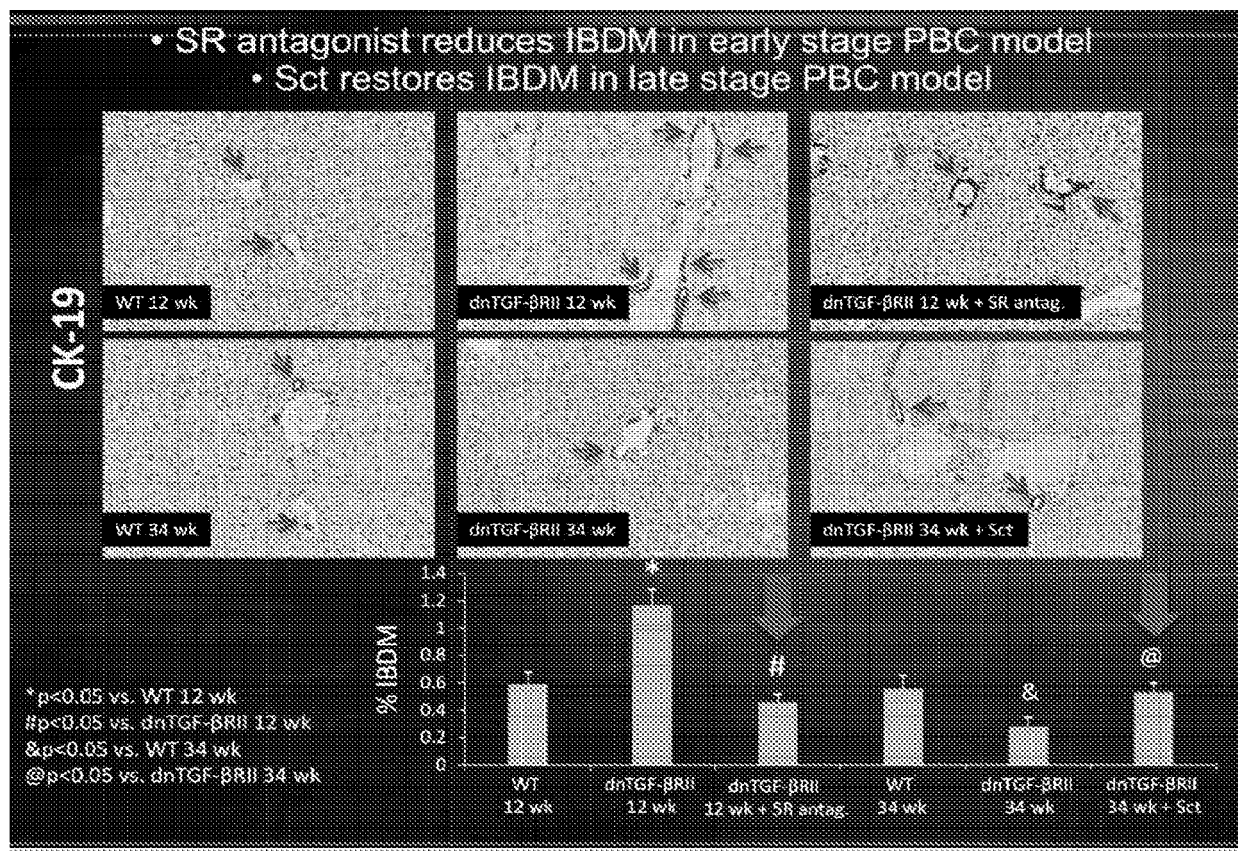 • SR antagonist reduces IBDM in early stage PBC model
• Sct restores IBDM in late stage PBC model
CK-19
WT 12 wk
dnTGF-βRII 12 wk
dnTGF-βRII 12 wk + SR antag.
WT 34 wk
dnTGF-βRII 34 wk
dnTGF-βRII 34 wk + Sct
*p<0.05 vs. WT 12 wk
#p<0.05 vs. dnTGF-βRII 12 wk
&p<0.05 vs. WT 34 wk
@p<0.05 vs. dnTGF-βRII 34 wk
% IBDM
1.4
1.2
1
0.8
0.6
0.4
0.2
0
*
#
&
@
WT
12 wk
dnTGF-βRII
12 wk
dnTGF-βRII
12 wk + SR antag.
WT
34 wk
dnTGF-βRII
34 wk
dnTGF-βRII
34 wk + Sct